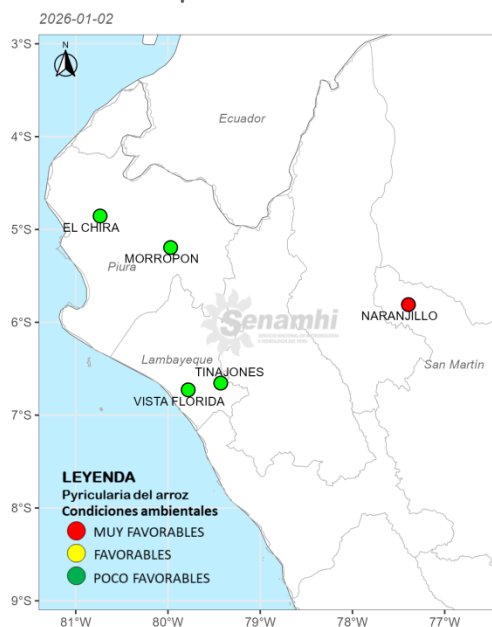 2026-01-02
3°S
N
Ecuador
4°S
5°S
EL CHIRA
MORROPON
Piura
6°S
NARANJILLO
Senamhi
Lambayeque
TINAJONES
San Martín
VISTA FLORIDA
7°S
LEYENDA
Pyricularia del arroz
Condiciones ambientales
MUY FAVORABLES
FAVORABLES
POCO FAVORABLES
8°S
9°S
81°W
80°W
79°W
78°W
77°W